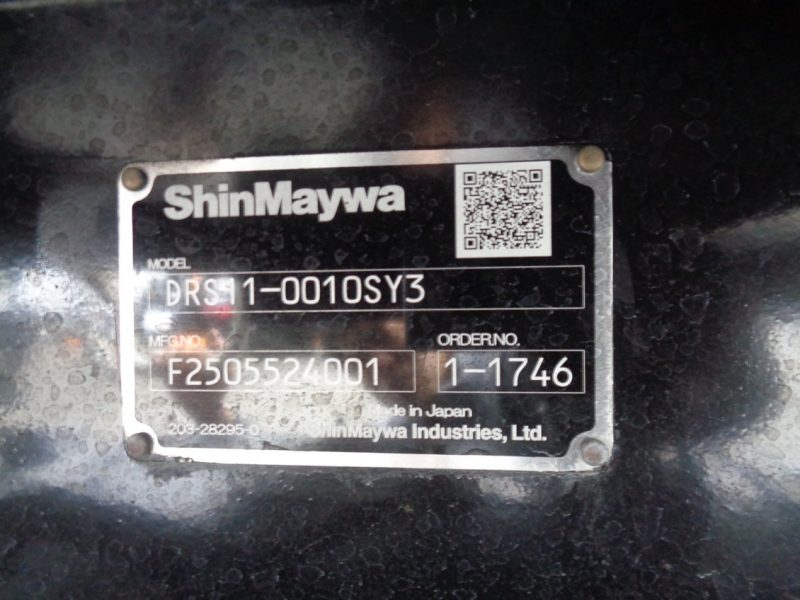 ShinMaywa
MODEL
DRS11-0010SY3
MFG.NO. ORDER.NO.
F2505524001 1-1746
Made in Japan
203-28295-0 ShinMaywa Industries, Ltd.